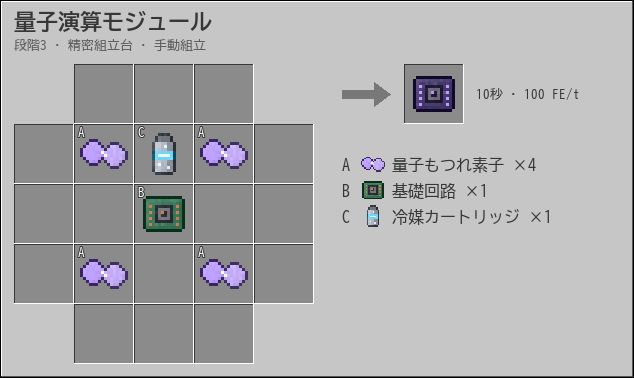 量子演算モジュール
段階3 · 精密組立台 · 手動組立
10秒 · 100 FE/t
A C A
B
A A
A 量子もつれ素子 ×4
B 基礎回路 ×1
C 冷媒カートリッジ ×1